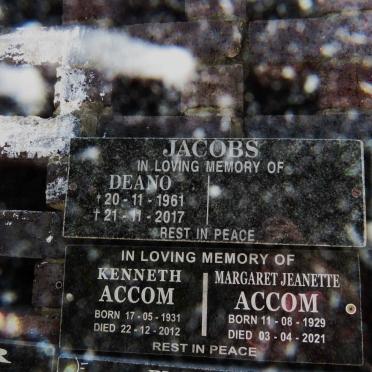 JACOBS
IN LOVING MEMORY OF
DEANO
† 20 - 11 - 1961
† 21 - 11 - 2017
REST IN PEACE
IN LOVING MEMORY OF
KENNETH
ACCOM
BORN 17 - 05 - 1931
DIED 22 - 12 - 2012
MARGARET JEANETTE
ACCOM
BORN 11 - 08 - 1929
DIED 03 - 04 - 2021
REST IN PEACE